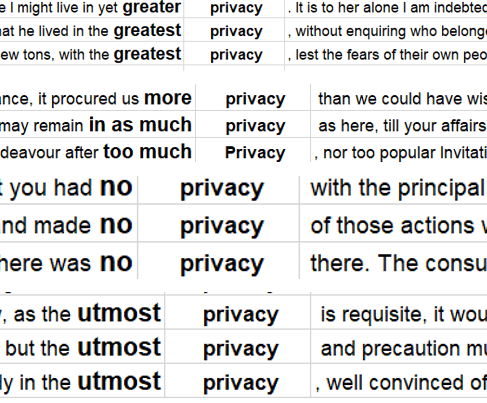 e I might live in yet greater privacy . It is to her alone I am indebted
at he lived in the greatest privacy , without enquiring who belong
ew tons, with the greatest privacy , lest the fears of their own peo
ance, it procured us more privacy than we could have wis
may remain in as much privacy as here, till your affairs
deavour after too much Privacy , nor too popular Invitati
t you had no privacy with the principal
nd made no privacy of those actions w
here was no privacy there. The consu
, as the utmost privacy is requisite, it wou
but the utmost privacy and precaution mu
ly in the utmost privacy , well convinced of